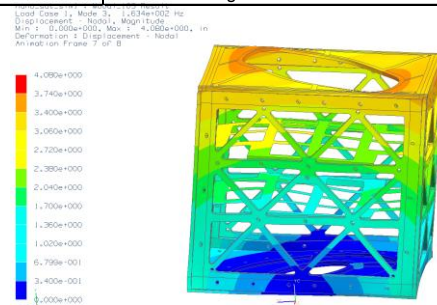 Load Case 1, Mode 3, 1.634e+002 Hz
Displacement - Nodal, Magnitude
Min : 0.000e+000, Max : 4.080e+000, in
Deformation : Displacement - Nodal
Animation Frame 7 of 8
4.080e+000
3.740e+000
3.400e+000
3.060e+000
2.720e+000
2.380e+000
2.040e+000
1.700e+000
1.360e+000
1.020e+000
6.799e-001
3.400e-001
0.000e+000